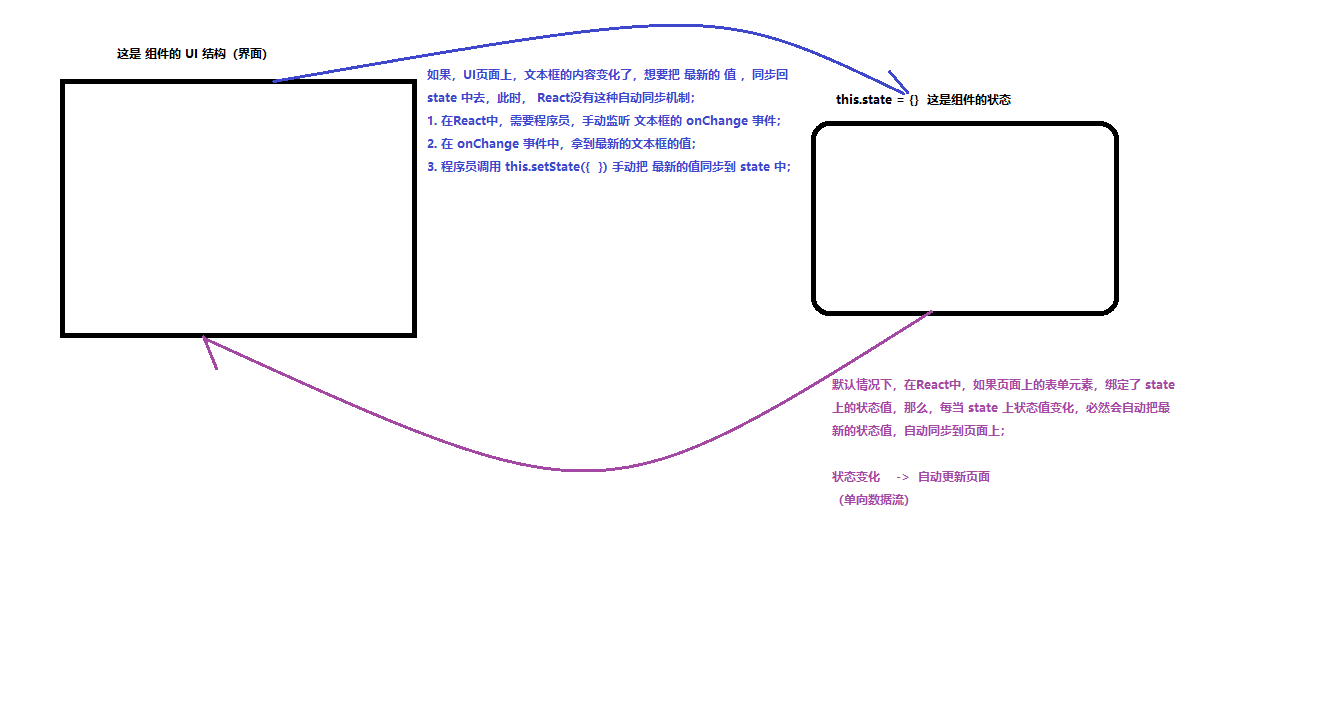 这是 组件的 UI 结构（界面）
如果，UI页面上，文本框的内容变化了，想要把 最新的 值 ，同步回
state 中去，此时， React没有这种自动同步机制；
1. 在React中，需要程序员，手动监听 文本框的 onChange 事件；
2. 在 onChange 事件中，拿到最新的文本框的值；
3. 程序员调用 this.setState({  }) 手动把 最新的值同步到 state 中；
this.state = {}  这是组件的状态
默认情况下，在React中，如果页面上的表单元素，绑定了 state
上的状态值，那么，每当 state 上状态值变化，必然会自动把最
新的状态值，自动同步到页面上；
状态变化    ->  自动更新页面
（单向数据流）